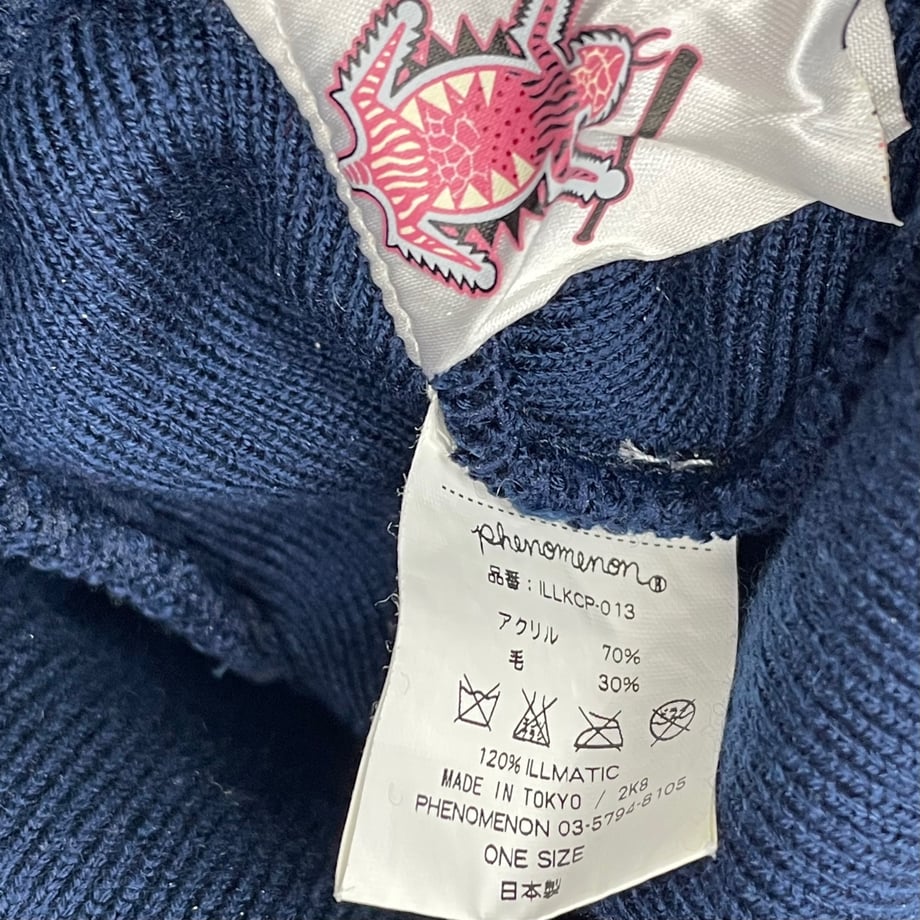 phenomenon®
品番：ILLKCP-013
アクリル 70%
毛 30%
120% ILLMATIC
MADE IN TOKYO / 2K8
PHENOMENON 03-5794-8105
ONE SIZE
日本製